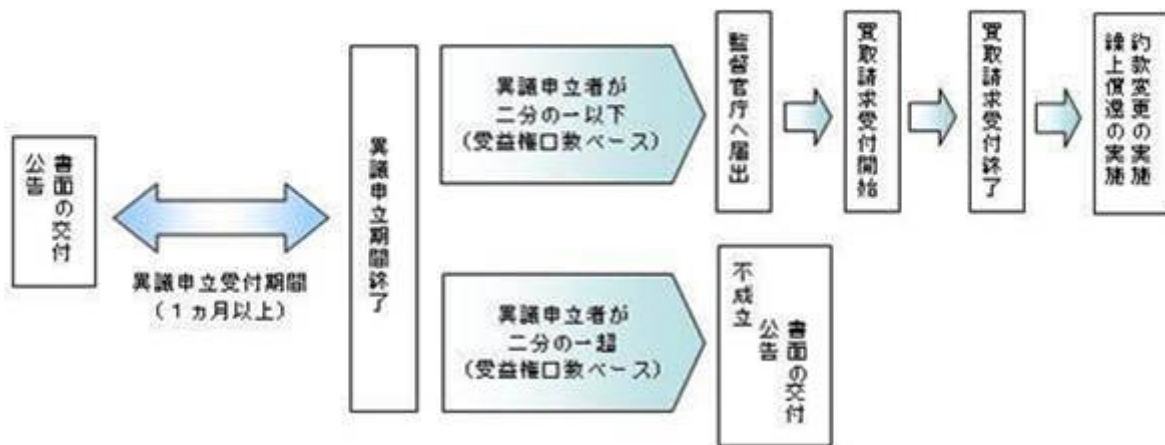 書面の交付
公告
異議申立受付期間
(1ヵ月以上)
異議申立期間終了
異議申立者が
二分の一以下
(受益権口数ベース)
監督官庁へ届出
買取請求受付開始
買取請求受付終了
約款変更の実施
繰上償還の実施
異議申立者が
二分の一超
(受益権口数ベース)
不成立
書面の交付
公告